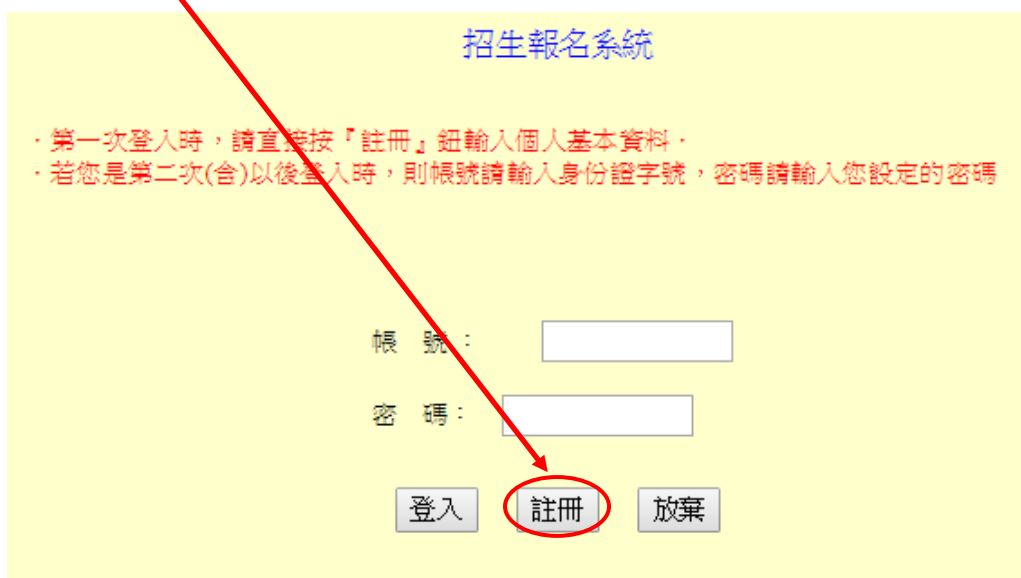 招生報名系統
．第一次登入時，請直接按『註冊』鈕輸入個人基本資料．
．若您是第二次(含)以後登入時，則帳號請輸入身份證字號，密碼請輸入您設定的密碼
帳 號：
密 碼：
登入 註冊 放棄